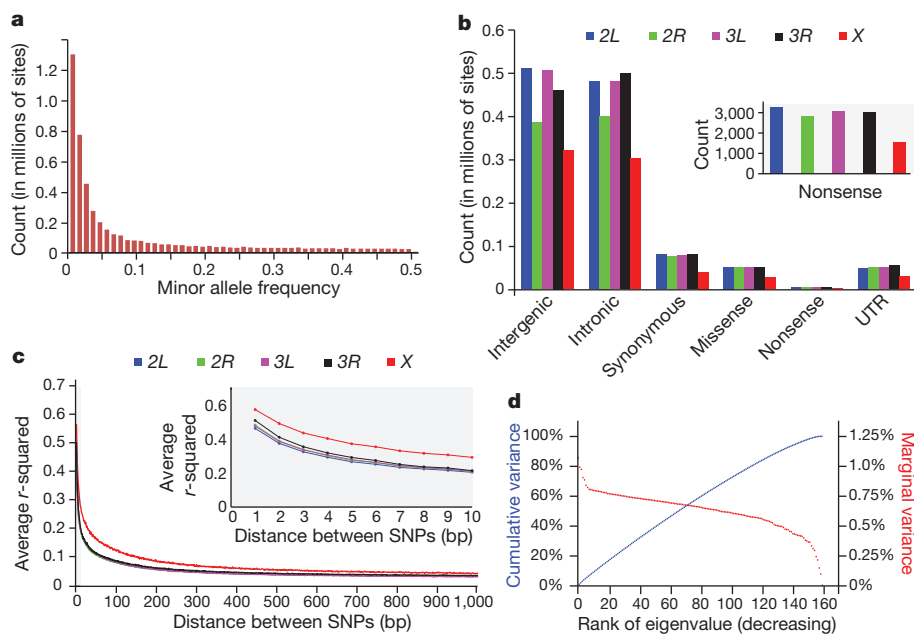 a
Count (in millions of sites)
1.2
1.0
0.8
0.6
0.4
0.2
0
0 0.1 0.2 0.3 0.4 0.5
Minor allele frequency
b
2L 2R 3L 3R X
Count (in millions of sites)
0.6
0.5
0.4
0.3
0.2
0.1
0
Intergenic Intronic Synonymous Missense Nonsense UTR
Count
3,000
2,000
1,000
0
Nonsense
c
2L 2R 3L 3R X
Average r-squared
0.7
0.6
0.5
0.4
0.3
0.2
0.1
0
0 100 200 300 400 500 600 700 800 900 1,000
Distance between SNPs (bp)
Average
r-squared
0.6
0.4
0.2
0
0 1 2 3 4 5 6 7 8 9 10
Distance between SNPs (bp)
d
Cumulative variance
100%
80%
60%
40%
20%
0%
Marginal variance
1.25%
1.0%
0.75%
0.5%
0.25%
0%
0 20 40 60 80 100 120 140 160
Rank of eigenvalue (decreasing)